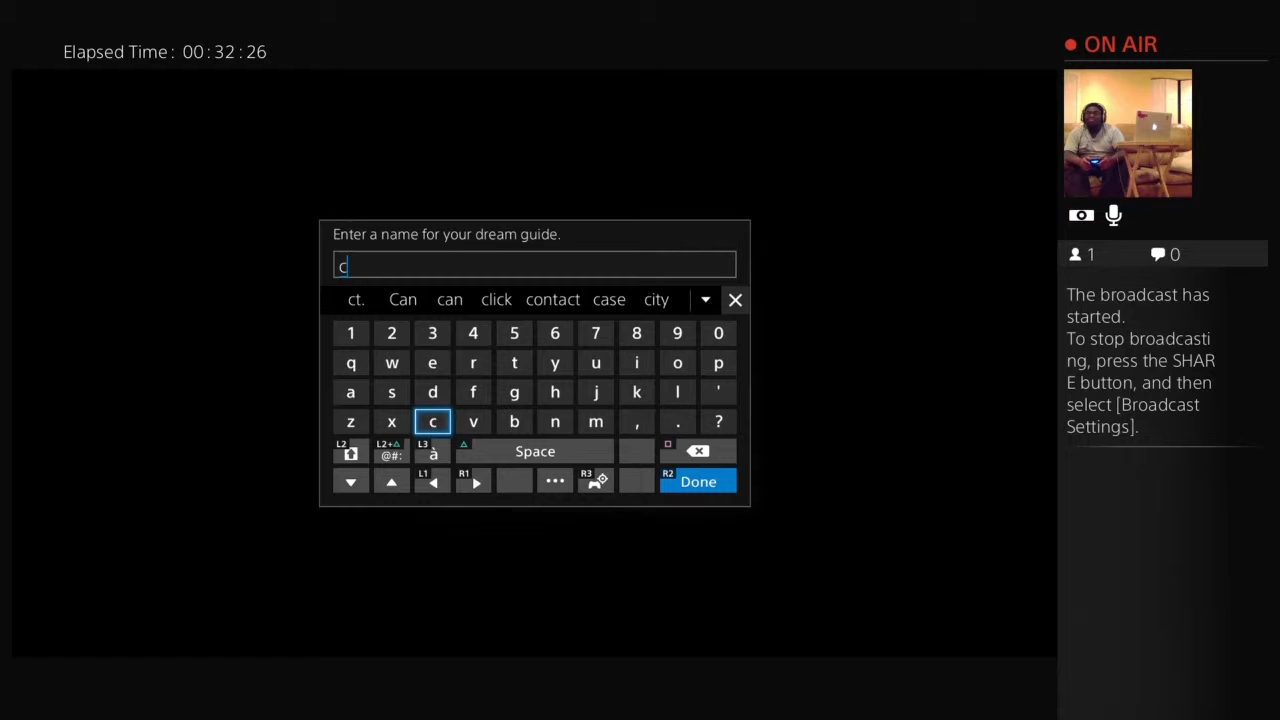 Elapsed Time: 00:32:26
ON AIR
1 0
The broadcast has
started.
To stop broadcasti
ng, press the SHAR
E button, and then
select [Broadcast
Settings].
Enter a name for your dream guide.
c
ct. Can can click contact case city
1 2 3 4 5 6 7 8 9 0
q w e r t y u i o p
a s d f g h j k l '
z x c v b n m , . ?
L2 L2+△ @#: L3 à △ Space □
L1 R1 ... R3 R2 Done